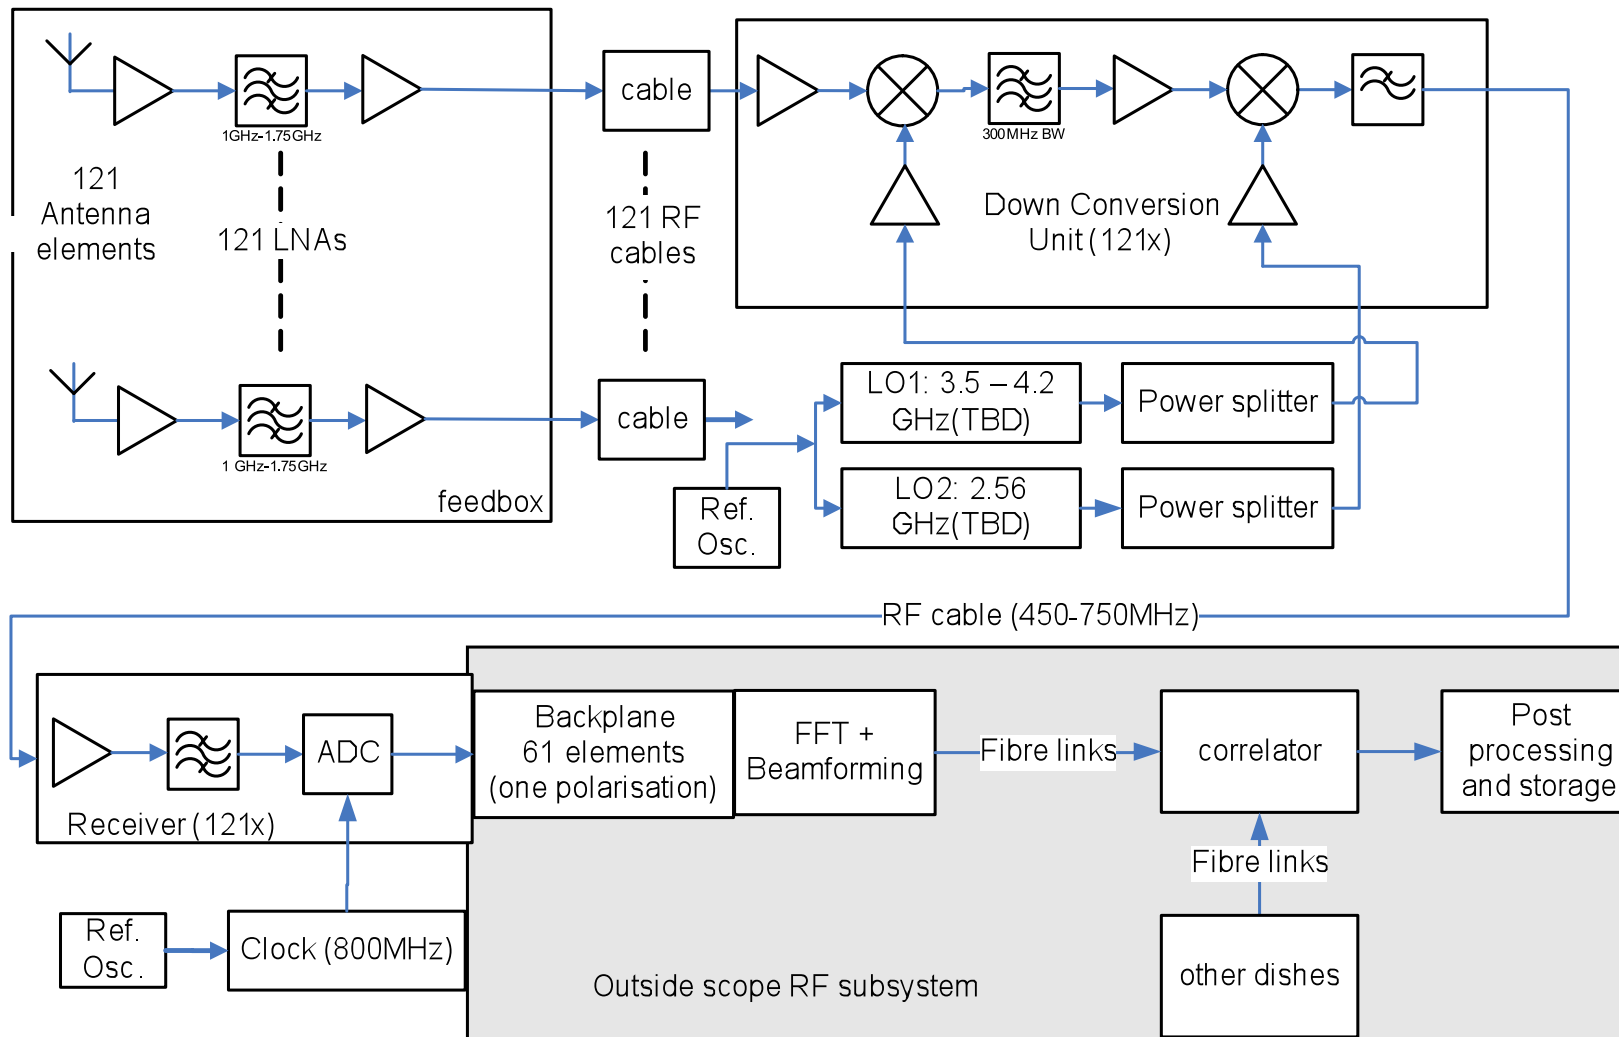 1GHz-1.75GHz
121
Antenna
elements
121 LNAs
1 GHz-1.75GHz
feedbox
cable
121 RF
cables
cable
300MHz BW
Down Conversion
Unit (121x)
LO1: 3.5 – 4.2
GHz(TBD)
Power splitter
LO2: 2.56
GHz(TBD)
Power splitter
Ref.
Osc.
RF cable (450-750MHz)
ADC
Receiver (121x)
Backplane
61 elements
(one polarisation)
FFT +
Beamforming
Fibre links
correlator
Post
processing
and storage
Fibre links
other dishes
Ref.
Osc.
Clock (800MHz)
Outside scope RF subsystem